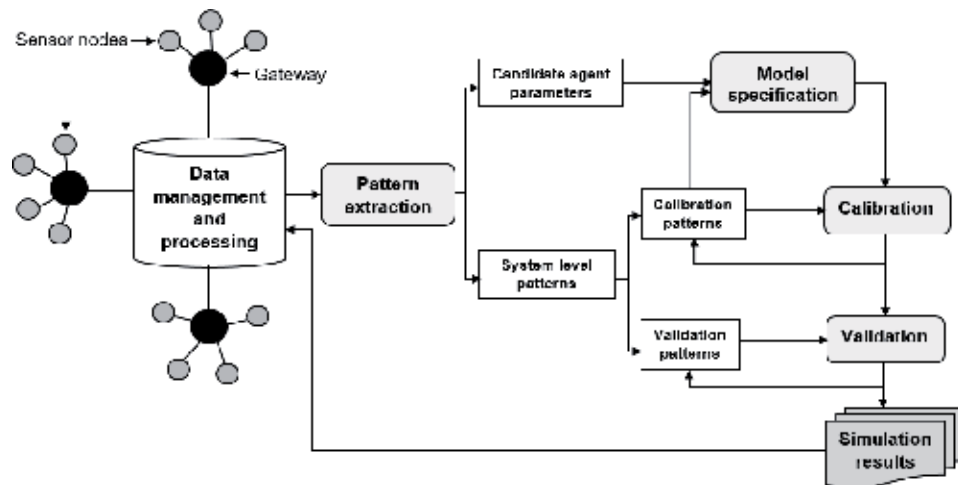 Sensor nodes
Gateway
Data
management
and
processing
Pattern
extraction
Candidate agent
parameters
Model
specification
Calibration
patterns
Calibration
System level
patterns
Validation
patterns
Validation
Simulation
results